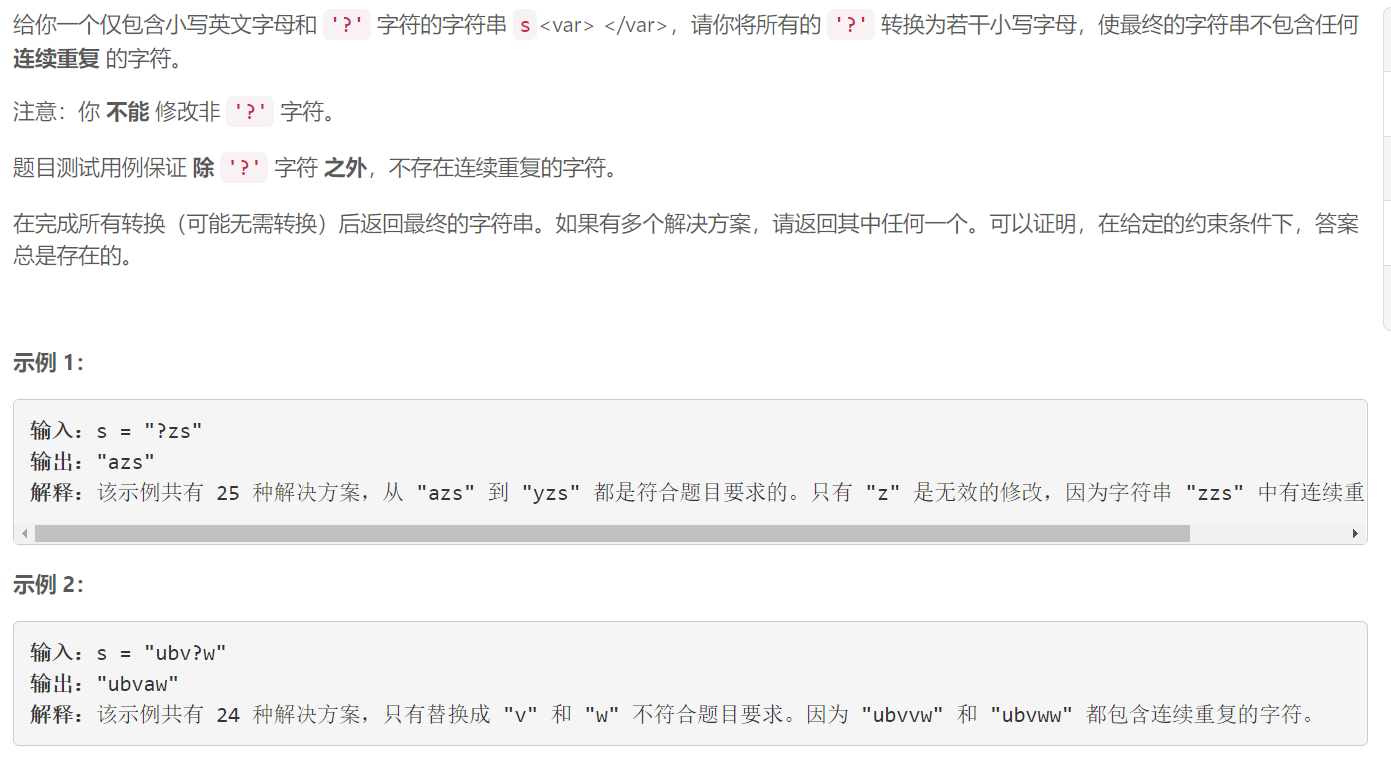 给你一个仅包含小写英文字母和 '?' 字符的字符串 s<var> </var>，请你将所有的 '?' 转换为若干小写字母，使最终的字符串不包含任何
连续重复 的字符。
注意：你 不能 修改非 '?' 字符。
题目测试用例保证 除 '?' 字符 之外，不存在连续重复的字符。
在完成所有转换（可能无需转换）后返回最终的字符串。如果有多个解决方案，请返回其中任何一个。可以证明，在给定的约束条件下，答案
总是存在的。
示例 1：
输入：s = "?zs"
输出："azs"
解释：该示例共有 25 种解决方案，从 "azs" 到 "yzs" 都是符合题目要求的。只有 "z" 是无效的修改，因为字符串 "zzs" 中有连续重
示例 2：
输入：s = "ubv?w"
输出："ubvaw"
解释：该示例共有 24 种解决方案，只有替换成 "v" 和 "w" 不符合题目要求。因为 "ubvvw" 和 "ubvww" 都包含连续重复的字符。